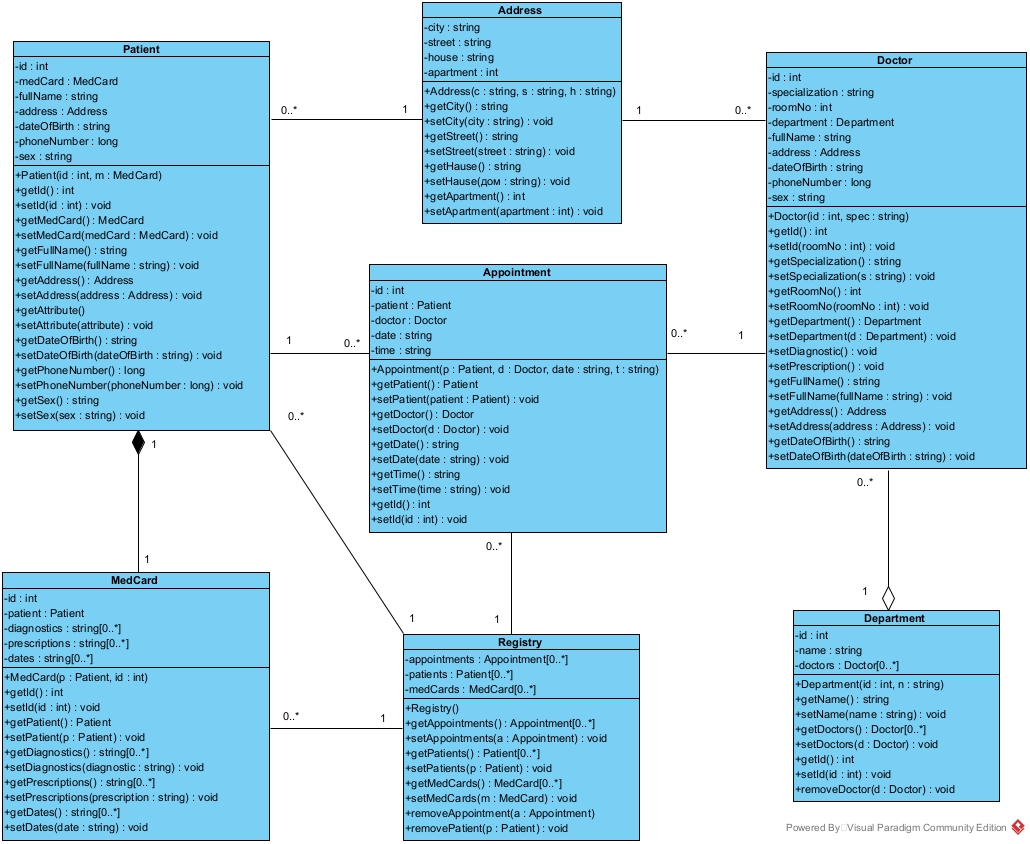 Address
-city : string
-street : string
-house : string
-apartment : int
+Address(c : string, s : string, h : string)
+getCity() : string
+setCity(city : string) : void
+getStreet() : string
+setStreet(street : string) : void
+getHause() : string
+setHause(дом : string) : void
+getApartment() : int
+setApartment(apartment : int) : void
Patient
-id : int
-medCard : MedCard
-fullName : string
-address : Address
-dateOfBirth : string
-phoneNumber : long
-sex : string
+Patient(id : int, m : MedCard)
+getId() : int
+setId(id : int) : void
+getMedCard() : MedCard
+setMedCard(medCard : MedCard) : void
+getFullName() : string
+setFullName(fullName : string) : void
+getAddress() : Address
+setAddress(address : Address) : void
+getAttribute()
+setAttribute(attribute) : void
+getDateOfBirth() : string
+setDateOfBirth(dateOfBirth : string) : void
+getPhoneNumber() : long
+setPhoneNumber(phoneNumber : long) : void
+getSex() : string
+setSex(sex : string) : void
Doctor
-id : int
-specialization : string
-roomNo : int
-department : Department
-fullName : string
-address : Address
-dateOfBirth : string
-phoneNumber : long
-sex : string
+Doctor(id : int, spec : string)
+getId() : int
+setId(roomNo : int) : void
+getSpecialization() : string
+setSpecialization(s : string) : void
+getRoomNo() : int
+setRoomNo(roomNo : int) : void
+getDepartment() : Department
+setDepartment(d : Department) : void
+setDiagnostic() : void
+setPrescription() : void
+getFullName() : string
+setFullName(fullName : string) : void
+getAddress() : Address
+setAddress(address : Address) : void
+getDateOfBirth() : string
+setDateOfBirth(dateOfBirth : string) : void
0..*
1
1
0..*
Appointment
-id : int
-patient : Patient
-doctor : Doctor
-date : string
-time : string
+Appointment(p : Patient, d : Doctor, date : string, t : string)
+getPatient() : Patient
+setPatient(patient : Patient) : void
+getDoctor() : Doctor
+setDoctor(d : Doctor) : void
+getDate() : string
+setDate(date : string) : void
+getTime() : string
+setTime(time : string) : void
+getId() : int
+setId(id : int) : void
1
0..*
0..*
1
0..*
1
1
0..*
1
0..*
1
0..*
1
MedCard
-id : int
-patient : Patient
-diagnostics : string[0..*]
-prescriptions : string[0..*]
-dates : string[0..*]
+MedCard(p : Patient, id : int)
+getId() : int
+setId(id : int) : void
+getPatient() : Patient
+setPatient(p : Patient) : void
+getDiagnostics() : string[0..*]
+setDiagnostics(diagnostic : string) : void
+getPrescriptions() : string[0..*]
+setPrescriptions(prescription : string) : void
+getDates() : string[0..*]
+setDates(date : string) : void
0..*
1
Registry
-appointments : Appointment[0..*]
-patients : Patient[0..*]
-medCards : MedCard[0..*]
+Registry()
+getAppointments() : Appointment[0..*]
+setAppointments(a : Appointment) : void
+getPatients() : Patient[0..*]
+setPatients(p : Patient) : void
+getMedCards() : MedCard[0..*]
+setMedCards(m : MedCard) : void
+removeAppointment(a : Appointment)
+removePatient(p : Patient) : void
Department
-id : int
-name : string
-doctors : Doctor[0..*]
+Department(id : int, n : string)
+getName() : string
+setName(name : string) : void
+getDoctors() : Doctor[0..*]
+setDoctors(d : Doctor) : void
+getId() : int
+setId(id : int) : void
+removeDoctor(d : Doctor) : void
Powered By Visual Paradigm Community Edition